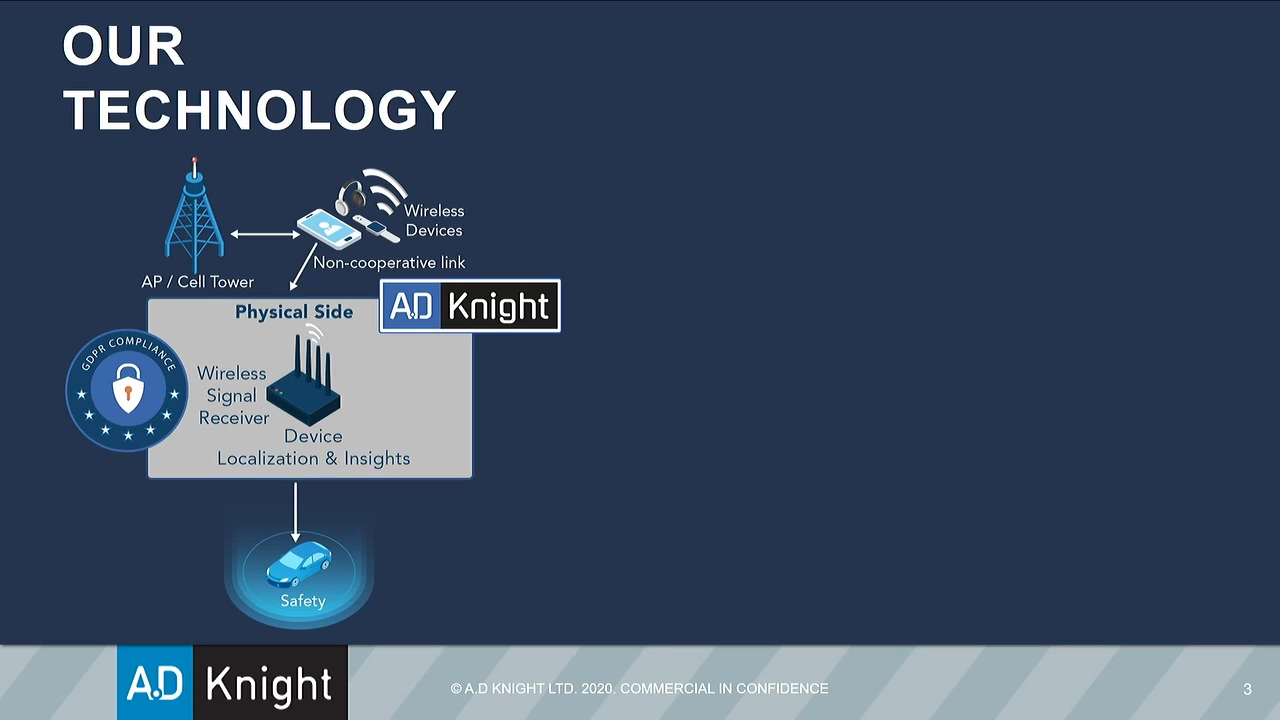 OUR
TECHNOLOGY
Wireless
Devices
Non-cooperative link
AP / Cell Tower
A.D Knight
Physical Side
GDPR COMPLIANCE
Wireless
Signal
Receiver
Device
Localization & Insights
Safety
A.D Knight
© A.D KNIGHT LTD. 2020. COMMERCIAL IN CONFIDENCE
3